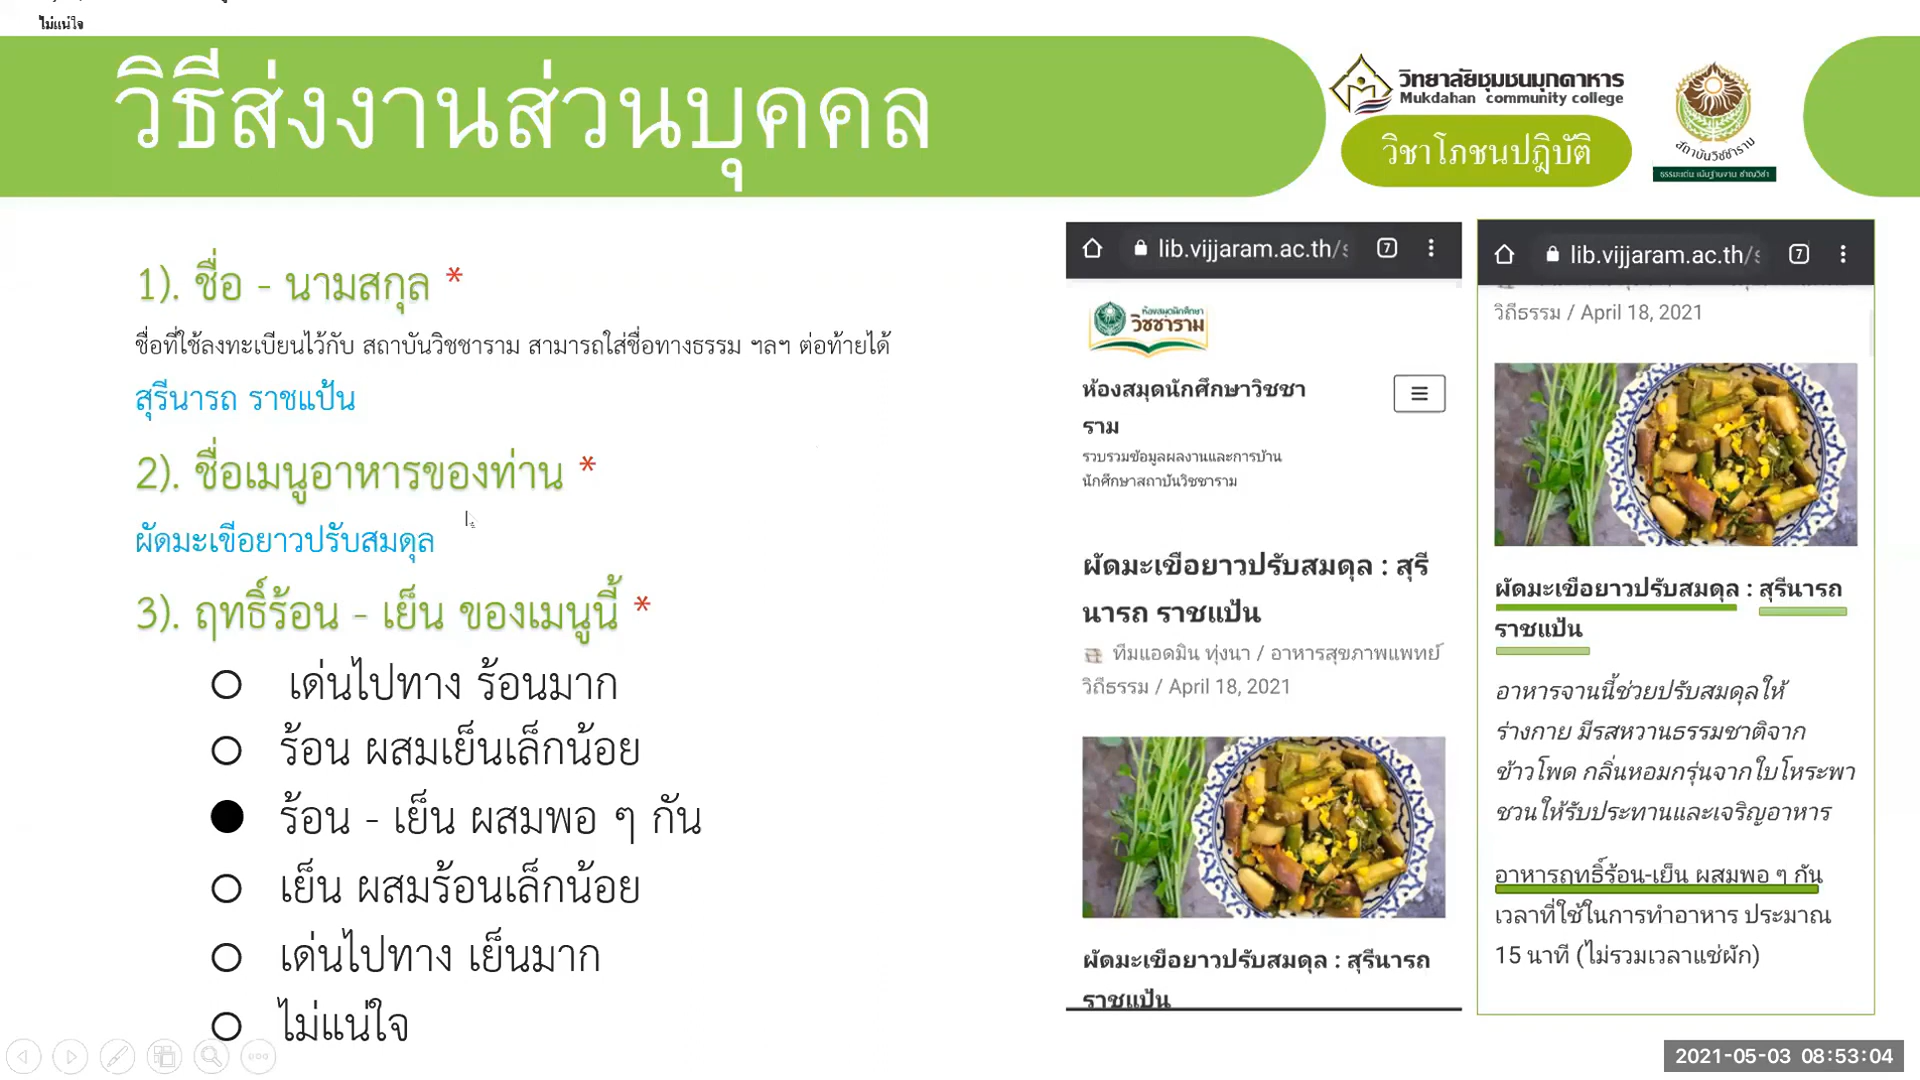 ไม่แน่ใจ
วิธีส่งงานส่วนบุคคล
วิทยาลัยชุมชนมุกดาหาร
Mukdahan community college
วิชาโภชนปฏิบัติ
สถาบันวิชชาราม
1). ชื่อ - นามสกุล *
ชื่อที่ใช้ลงทะเบียนไว้กับ สถาบันวิชชาราม สามารถใส่ชื่อทางธรรม ฯลฯ ต่อท้ายได้
สุรีนารถ ราชแป้น
2). ชื่อเมนูอาหารของท่าน *
ผัดมะเขือยาวปรับสมดุล
3). ฤทธิ์ร้อน - เย็น ของเมนูนี้ *
เด่นไปทาง ร้อนมาก
ร้อน ผสมเย็นเล็กน้อย
ร้อน - เย็น ผสมพอ ๆ กัน
เย็น ผสมร้อนเล็กน้อย
เด่นไปทาง เย็นมาก
ไม่แน่ใจ
lib.vijjaram.ac.th/s
7
ห้องสมุดนักศึกษา
วิชชาราม
ห้องสมุดนักศึกษาวิชชา
ราม
รวบรวมข้อมูลผลงานและการบ้าน
นักศึกษาสถาบันวิชชาราม
ผัดมะเขือยาวปรับสมดุล : สุรี
นารถ ราชแป้น
ทีมแอดมิน ทุ่งนา / อาหารสุขภาพแพทย์
วิถีธรรม / April 18, 2021
ผัดมะเขือยาวปรับสมดุล : สุรีนารถ
ราชแป้น
lib.vijjaram.ac.th/s
7
วิถีธรรม / April 18, 2021
ผัดมะเขือยาวปรับสมดุล : สุรีนารถ
ราชแป้น
อาหารจานนี้ช่วยปรับสมดุลให้
ร่างกาย มีรสหวานธรรมชาติจาก
ข้าวโพด กลิ่นหอมกรุ่นจากใบโหระพา
ชวนให้รับประทานและเจริญอาหาร
อาหารฤทธิ์ร้อน-เย็น ผสมพอ ๆ กัน
เวลาที่ใช้ในการทำอาหาร ประมาณ
15 นาที (ไม่รวมเวลาแช่ผัก)
2021-05-03 08:53:04